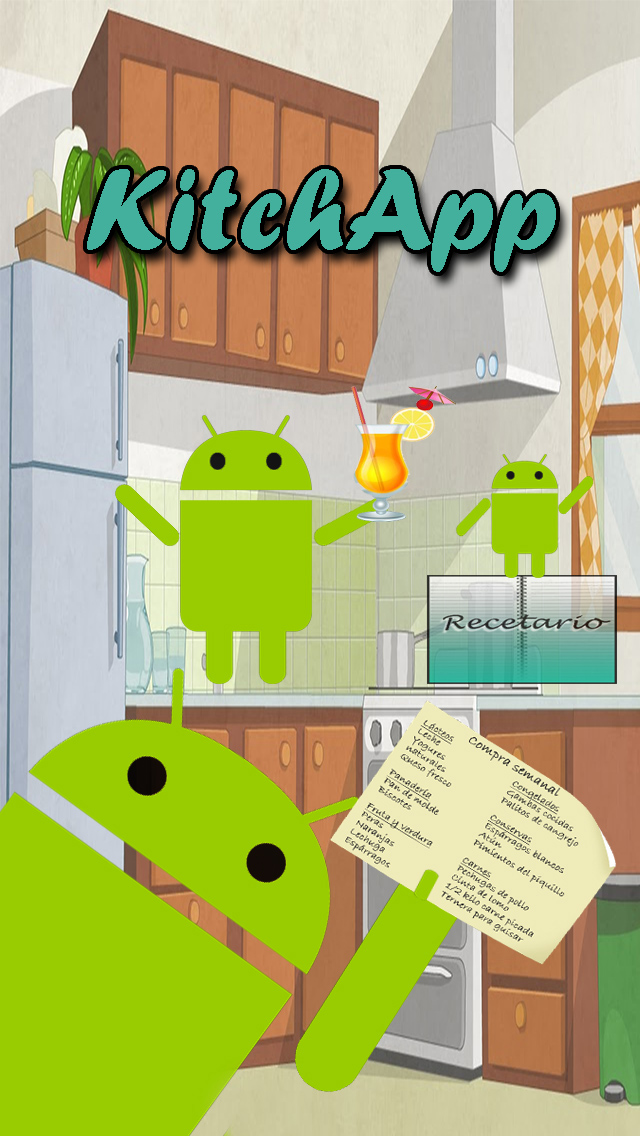 KitchApp
Recetario
Compra semanal
Lácteos
Leche
Yogures
naturales
Queso fresco
Panadería
Pan de molde
Biscotes
Fruta y verdura
Peras
Naranjas
Lechuga
Espárragos
Congelados
Gambas cocidas
Palitos de cangrejo
Conservas
Espárragos blancos
Atún
Pimientos del piquillo
Carnes
Pechugas de pollo
Cinta de lomo
1/2 kilo carne picada
Ternera para guisar